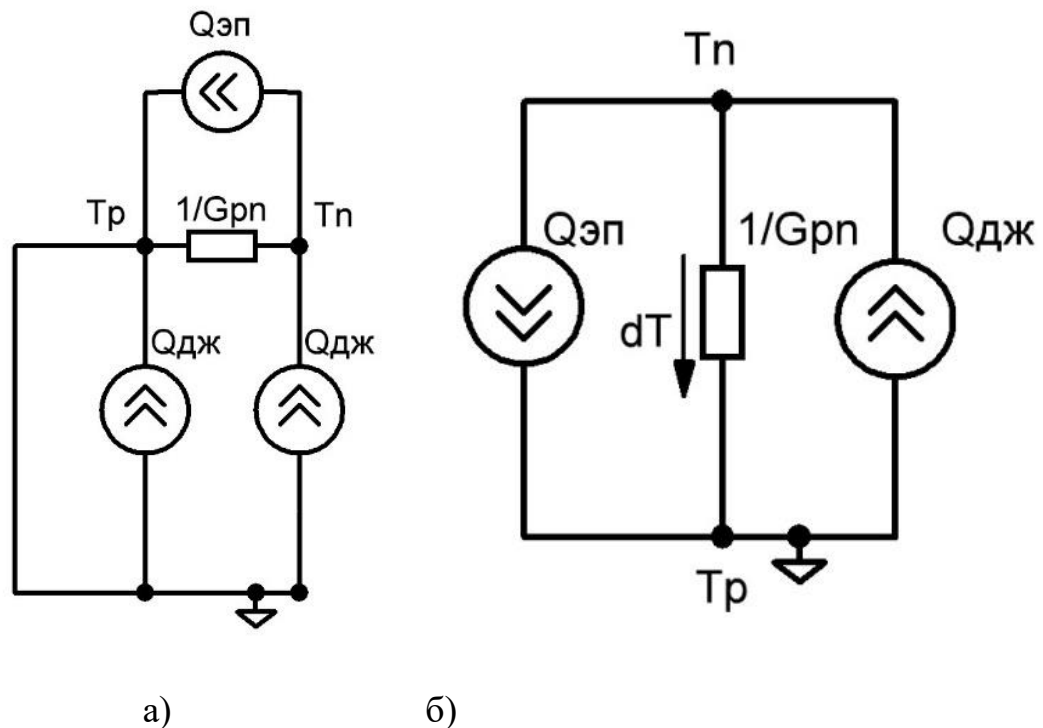 Qэп
Tp 1/Gpn Tn
Qдж Qдж
Tn
Qэп 1/Gpn Qдж
dT
Tp
а) б)